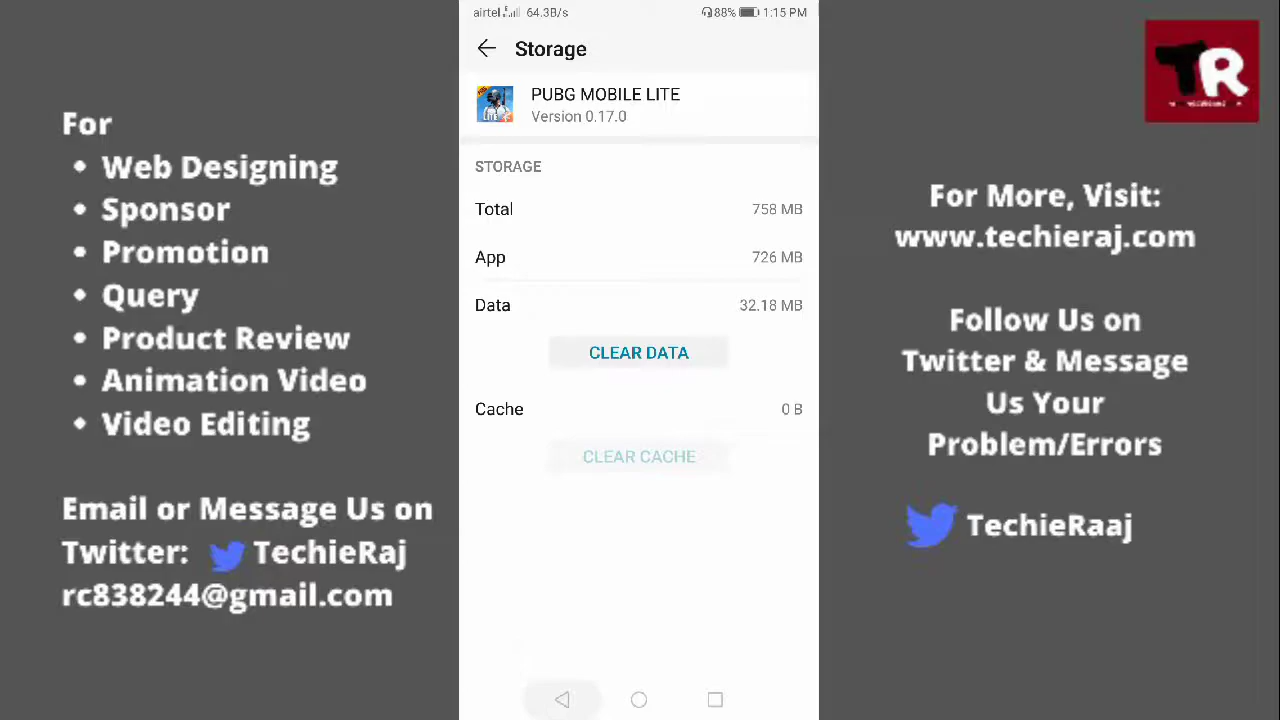 For
• Web Designing
• Sponsor
• Promotion
• Query
• Product Review
• Animation Video
• Video Editing
Email or Message Us on
Twitter: TechieRaj
rc838244@gmail.com
airtel 64.3B/s 88% 1:15 PM
Storage
PUBG MOBILE LITE
Version 0.17.0
STORAGE
Total 758 MB
App 726 MB
Data 32.18 MB
CLEAR DATA
Cache 0 B
CLEAR CACHE
TR
For More, Visit:
www.techieraj.com
Follow Us on
Twitter & Message
Us Your
Problem/Errors
TechieRaaj